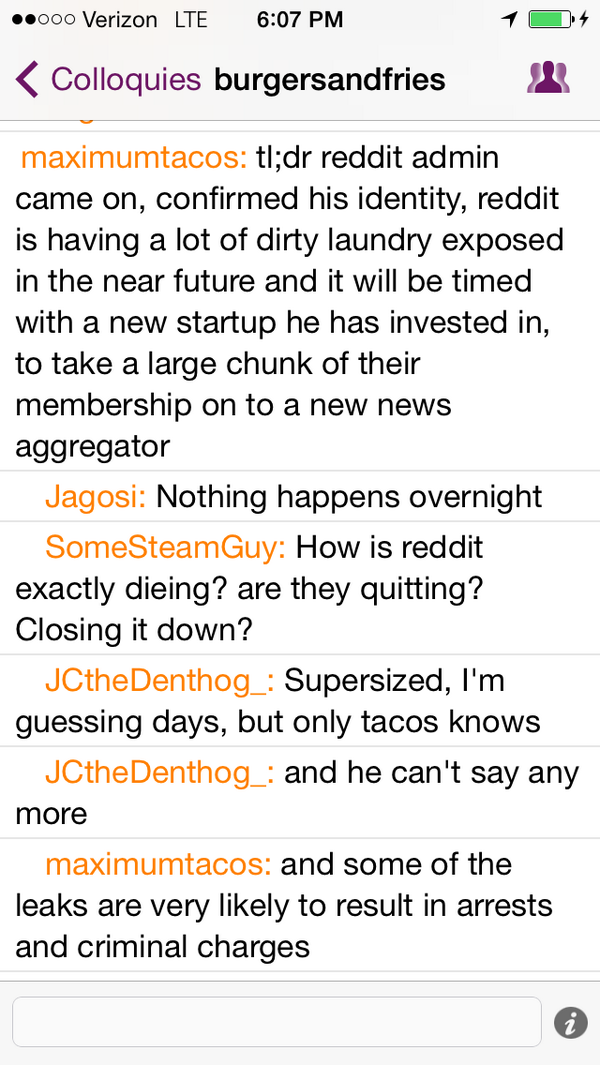 Verizon LTE 6:07 PM
Colloquies burgersandfries
maximumtacos: tl;dr reddit admin
came on, confirmed his identity, reddit
is having a lot of dirty laundry exposed
in the near future and it will be timed
with a new startup he has invested in,
to take a large chunk of their
membership on to a new news
aggregator
Jagosi: Nothing happens overnight
SomeSteamGuy: How is reddit
exactly dieing? are they quitting?
Closing it down?
JCtheDenthog_: Supersized, I'm
guessing days, but only tacos knows
JCtheDenthog_: and he can't say any
more
maximumtacos: and some of the
leaks are very likely to result in arrests
and criminal charges